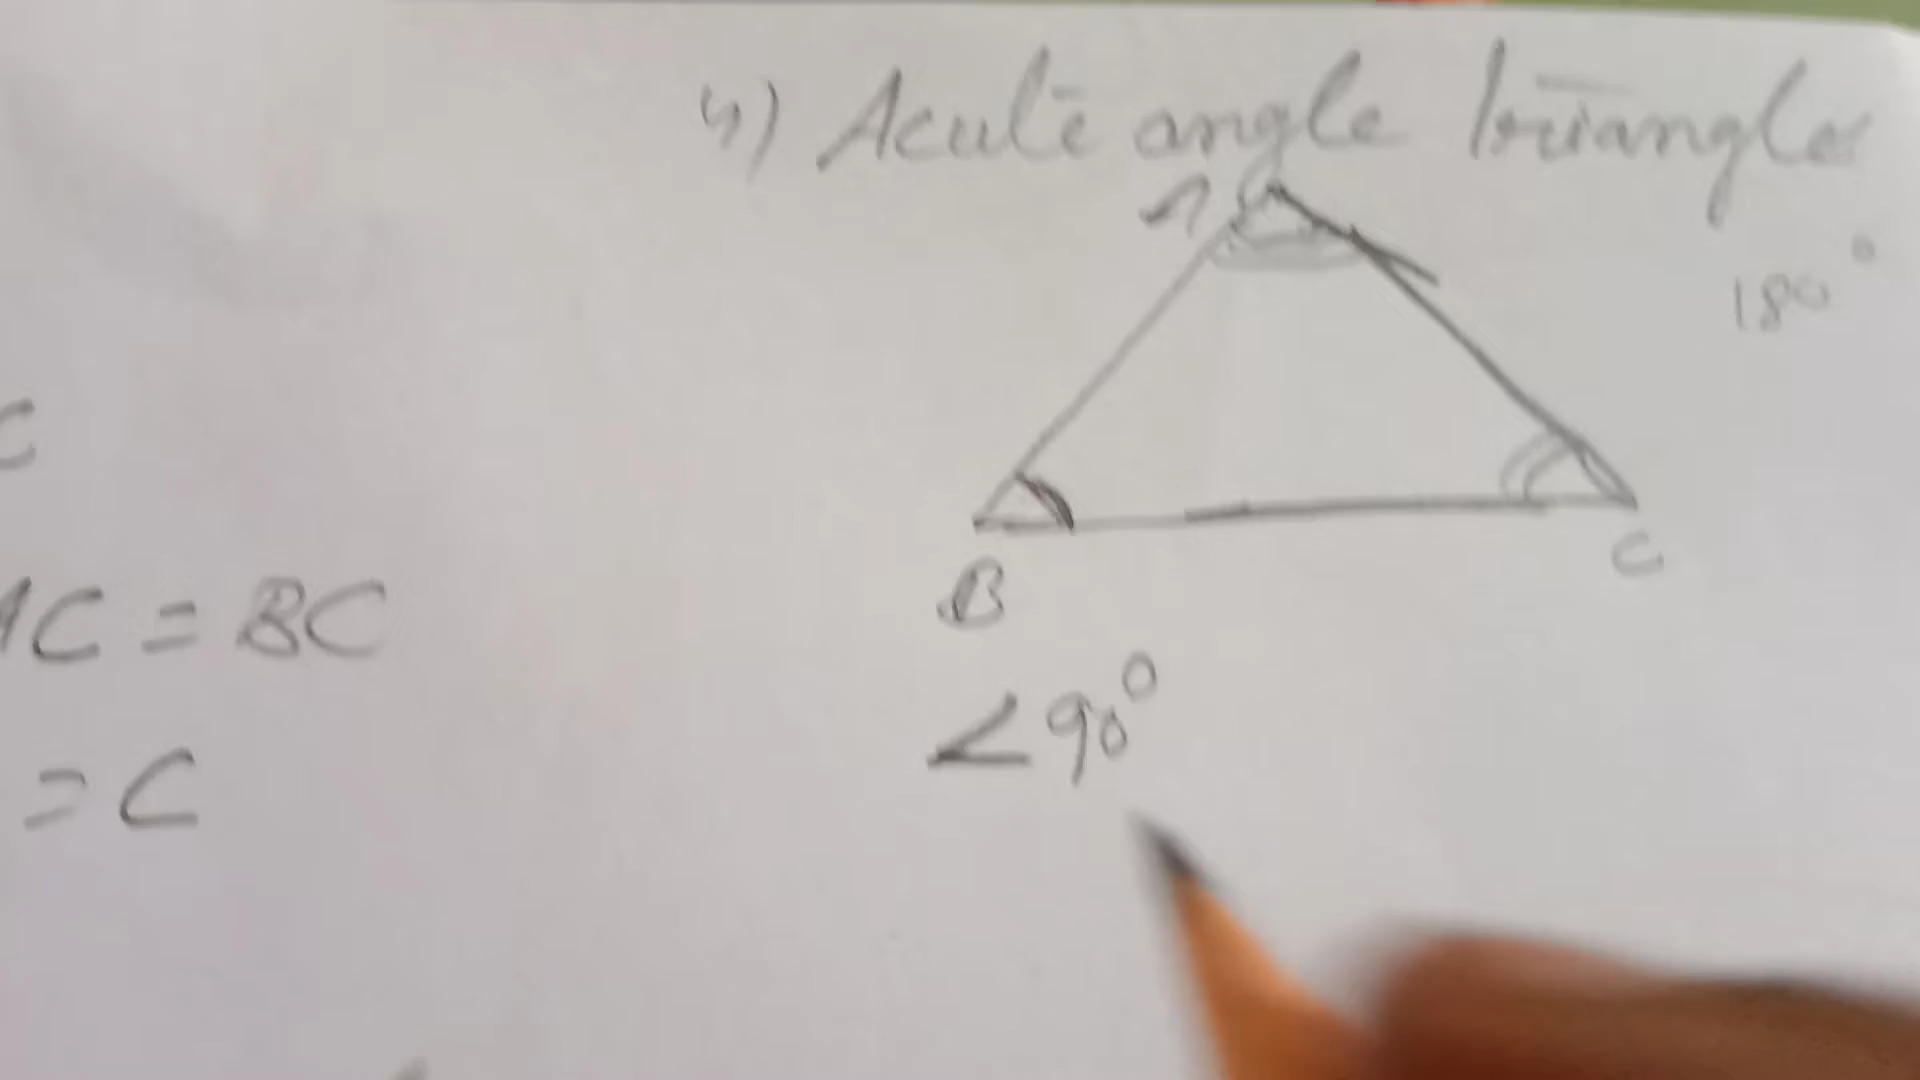 4) Acute angle triangle
A
180°
C
B
C
AC = BC
<90°
= C